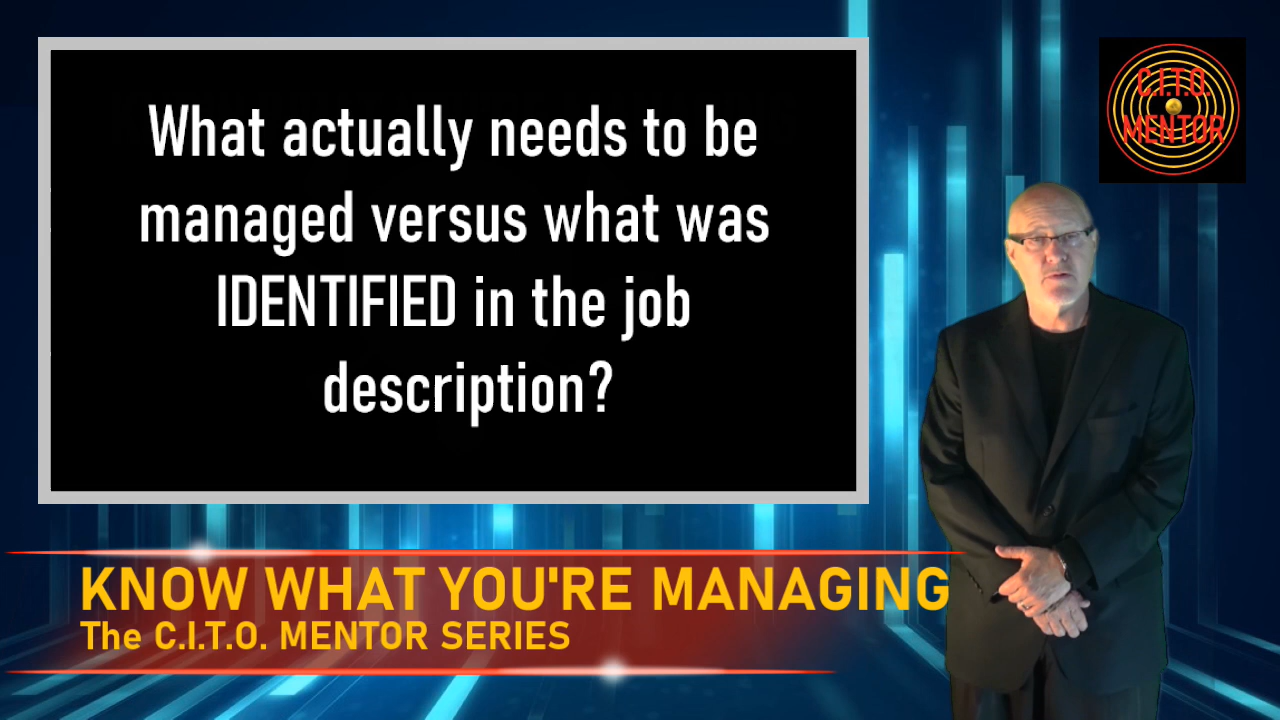 What actually needs to be
managed versus what was
IDENTIFIED in the job
description?
C.I.T.O.
MENTOR
KNOW WHAT YOU'RE MANAGING
The C.I.T.O. MENTOR SERIES